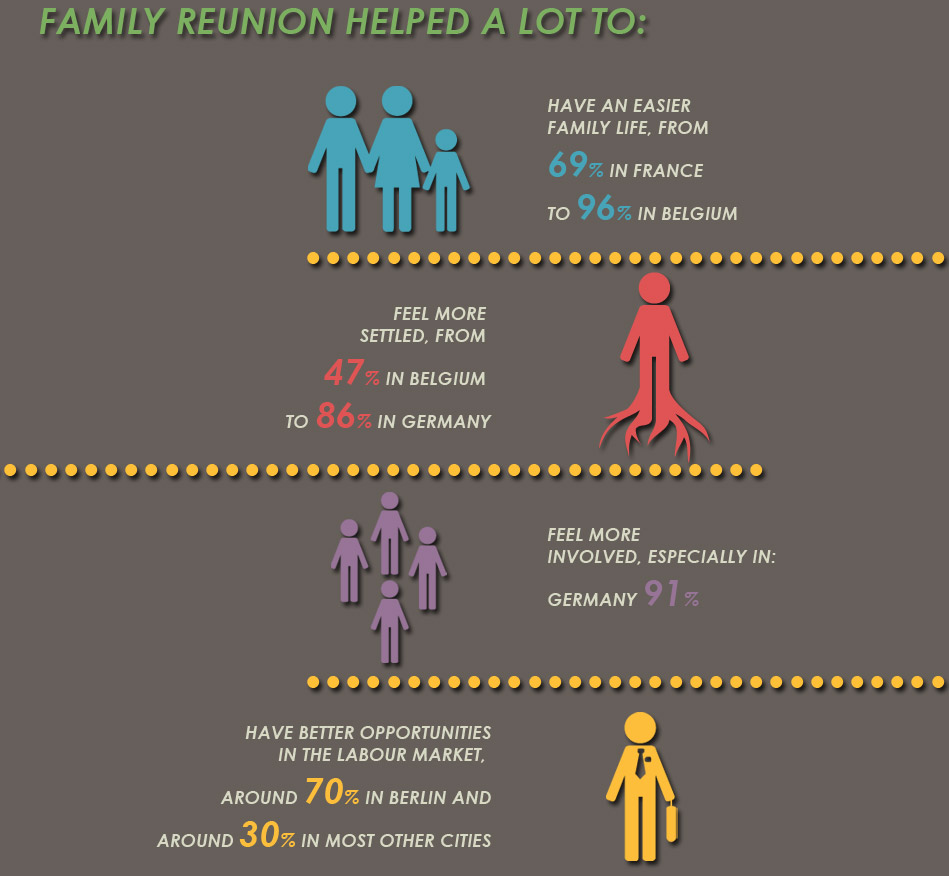 FAMILY REUNION HELPED A LOT TO:
HAVE AN EASIER
FAMILY LIFE, FROM
69% IN FRANCE
TO 96% IN BELGIUM
FEEL MORE
SETTLED, FROM
47% IN BELGIUM
TO 86% IN GERMANY
FEEL MORE
INVOLVED, ESPECIALLY IN:
GERMANY 91%
HAVE BETTER OPPORTUNITIES
IN THE LABOUR MARKET,
AROUND 70% IN BERLIN AND
AROUND 30% IN MOST OTHER CITIES